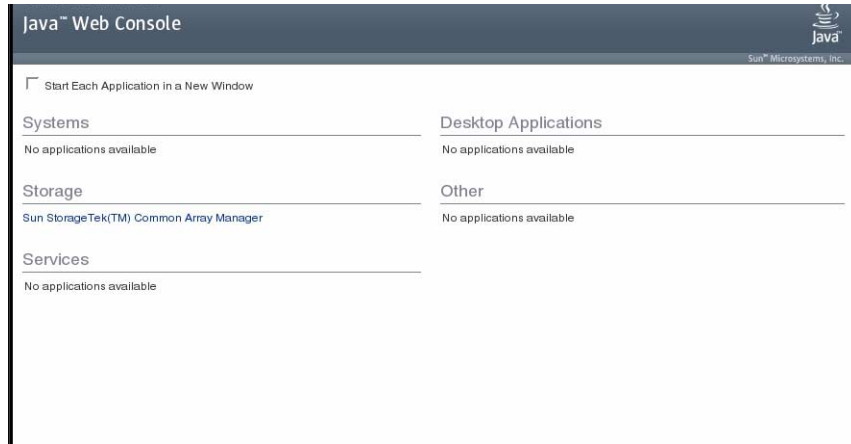 Java™ Web Console
Java™
Sun™ Microsystems, Inc.
Start Each Application in a New Window
Systems
No applications available
Storage
Sun StorageTek(TM) Common Array Manager
Services
No applications available
Desktop Applications
No applications available
Other
No applications available